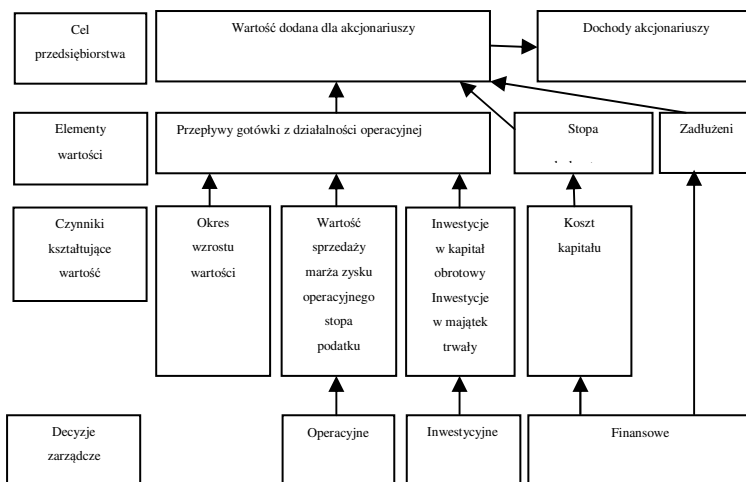 Cel
przedsiębiorstwa
Wartość dodana dla akcjonariuszy
Dochody akcjonariuszy
Elementy
wartości
Przepływy gotówki z działalności operacyjnej
Stopa
Zadłużeni
Czynniki
kształtujące
wartość
Okres
wzrostu
wartości
Wartość
sprzedaży
marża zysku
operacyjnego
stopa
podatku
Inwestycje
w kapitał
obrotowy
Inwestycje
w majątek
trwały
Koszt
kapitału
Decyzje
zarządcze
Operacyjne
Inwestycyjne
Finansowe